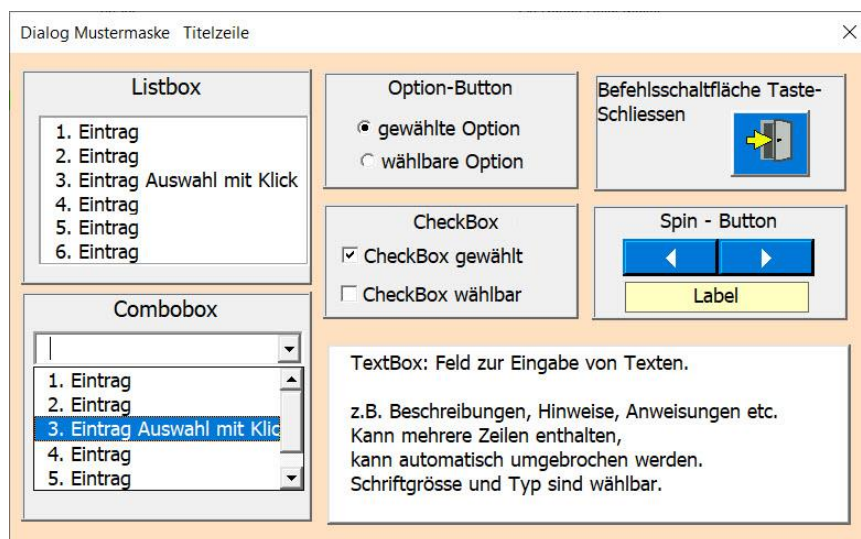 Dialog Mustermaske Titelzeile
Listbox
1. Eintrag
2. Eintrag
3. Eintrag Auswahl mit Klick
4. Eintrag
5. Eintrag
6. Eintrag
Combobox
1. Eintrag
2. Eintrag
3. Eintrag Auswahl mit Klic
4. Eintrag
5. Eintrag
Option-Button
gewählte Option
wählbare Option
CheckBox
CheckBox gewählt
CheckBox wählbar
Befehlsschaltfläche Taste-
Schliessen
Spin - Button
Label
TextBox: Feld zur Eingabe von Texten.
z.B. Beschreibungen, Hinweise, Anweisungen etc.
Kann mehrere Zeilen enthalten,
kann automatisch umgebrochen werden.
Schriftgrösse und Typ sind wählbar.